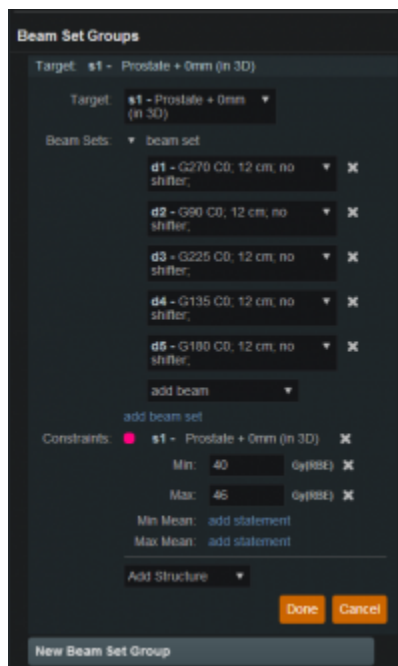 Beam Set Groups
Target: s1 - Prostate + 0mm (in 3D)
Target: s1 - Prostate + 0mm
(in 3D)
Beam Sets: beam set
d1 - G270 C0; 12 cm; no
shifter;
d2 - G90 C0; 12 cm; no
shifter;
d3 - G225 C0; 12 cm; no
shifter;
d4 - G135 C0; 12 cm; no
shifter;
d5 - G180 C0; 12 cm; no
shifter;
add beam
add beam set
Constraints: s1 - Prostate + 0mm (in 3D)
Min: 40 Gy(RBE)
Max: 46 Gy(RBE)
Min Mean: add statement
Max Mean: add statement
Add Structure
Done Cancel
New Beam Set Group